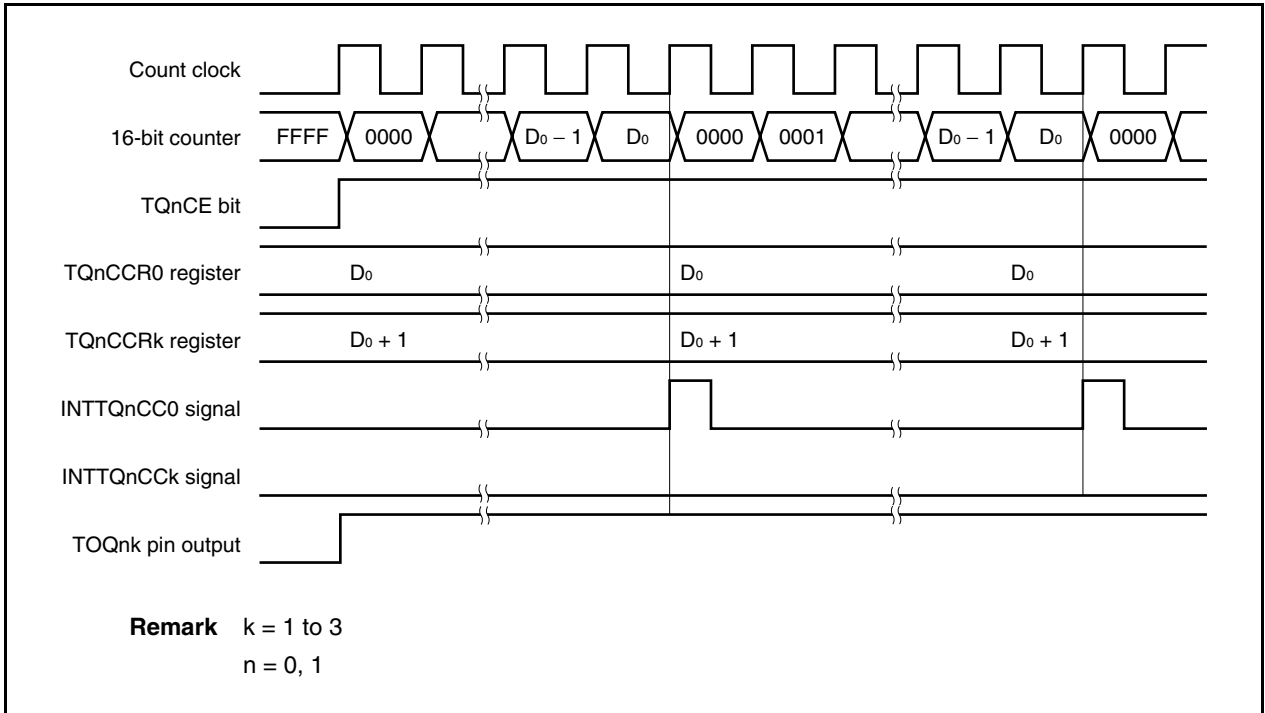 Count clock
16-bit counter FFFF 0000 D0 − 1 D0 0000 0001 D0 − 1 D0 0000
TQnCE bit
TQnCCR0 register D0 D0 D0
TQnCCRk register D0 + 1 D0 + 1 D0 + 1
INTTQnCC0 signal
INTTQnCCk signal
TOQnk pin output
Remark k = 1 to 3
n = 0, 1